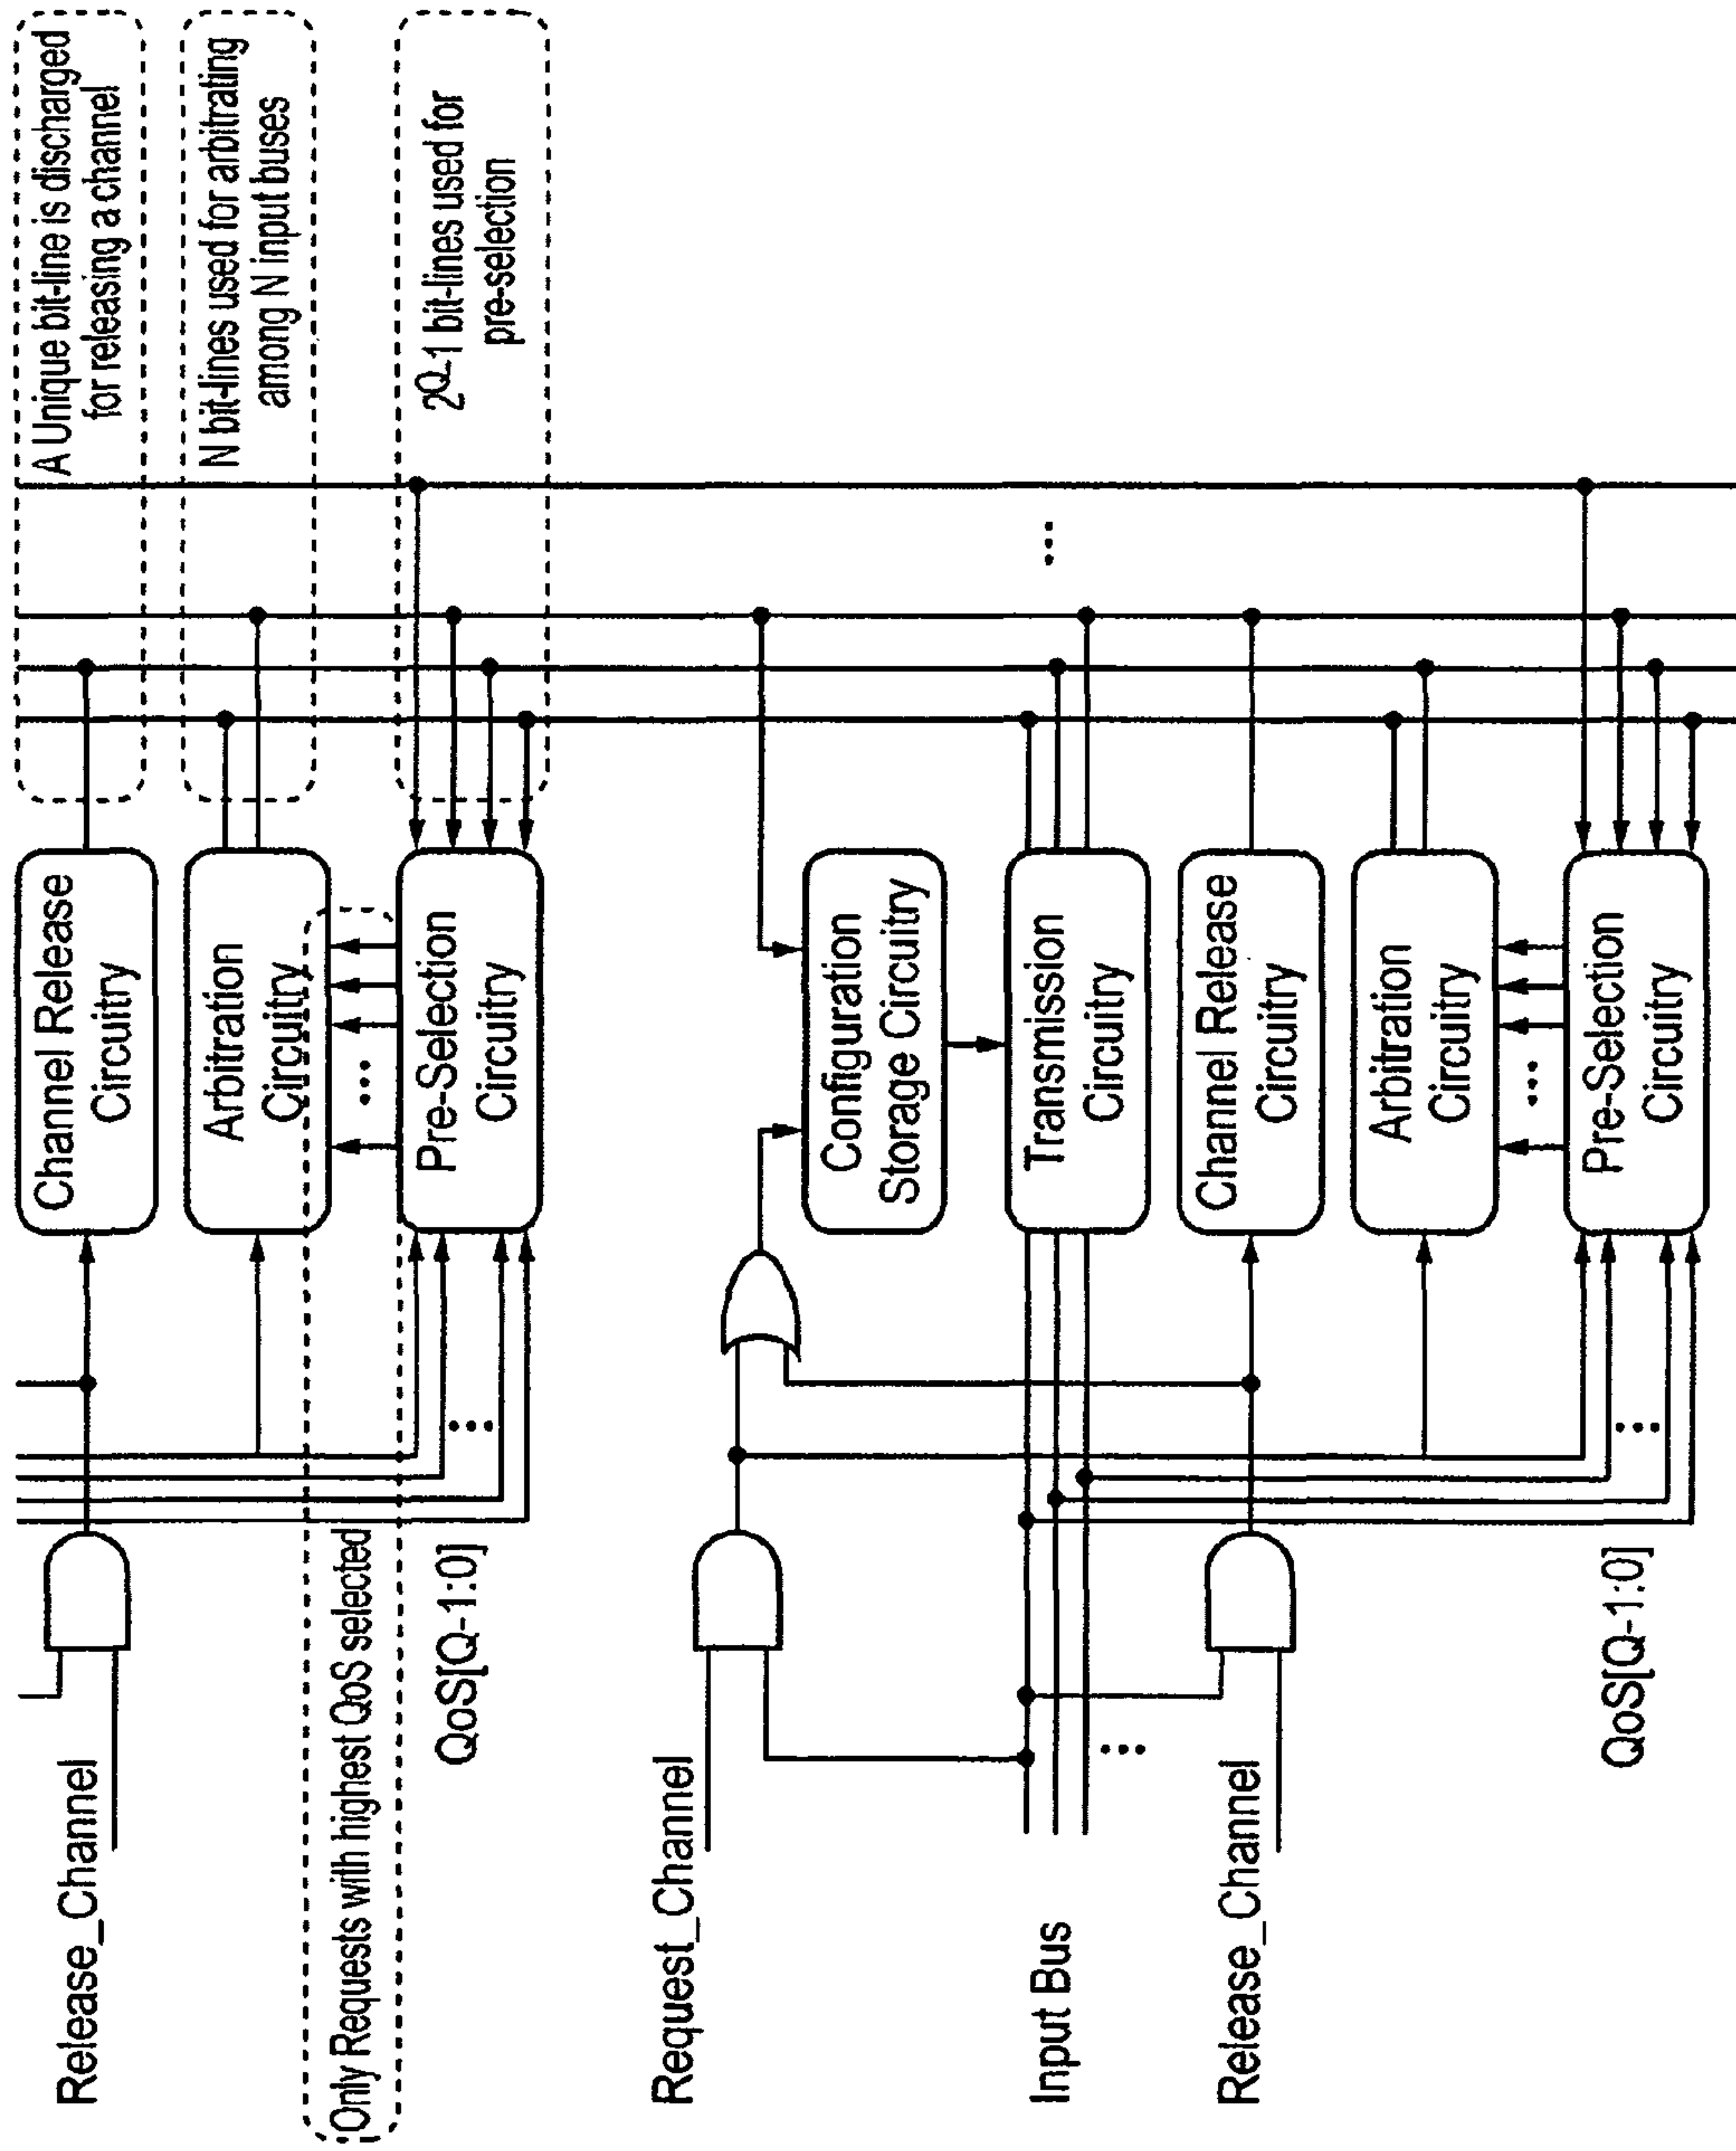 Release_Channel
Channel Release
Circuitry
A Unique bit-line is discharged
for releasing a channel
Arbitration
Circuitry
N bit-lines used for arbitrating
among N input buses
Only Requests with highest QoS selected
...
QoS[Q-1:0]
...
Pre-Selection
Circuitry
2Q-1 bit-lines used for
pre-selection
Request_Channel
Configuration
Storage Circuitry
Input Bus
...
Transmission
Circuitry
...
Release_Channel
Channel Release
Circuitry
Arbitration
Circuitry
...
QoS[Q-1:0]
...
Pre-Selection
Circuitry